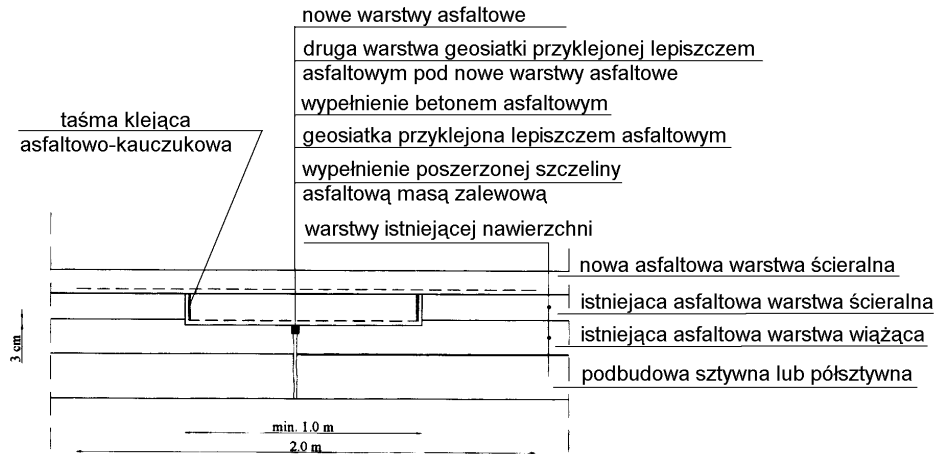 nowe warstwy asfaltowe
druga warstwa geosiatki przyklejonej lepiszczem
asfaltowym pod nowe warstwy asfaltowe
wypełnienie betonem asfaltowym
taśma klejąca
asfaltowo-kauczukowa
geosiatka przyklejona lepiszczem asfaltowym
wypełnienie poszerzonej szczeliny
asfaltową masą zalewową
warstwy istniejącej nawierzchni
nowa asfaltowa warstwa ścieralna
istniejaca asfaltowa warstwa ścieralna
istniejąca asfaltowa warstwa wiążąca
3 cm
podbudowa sztywna lub półsztywna
min. 1.0 m
2.0 m